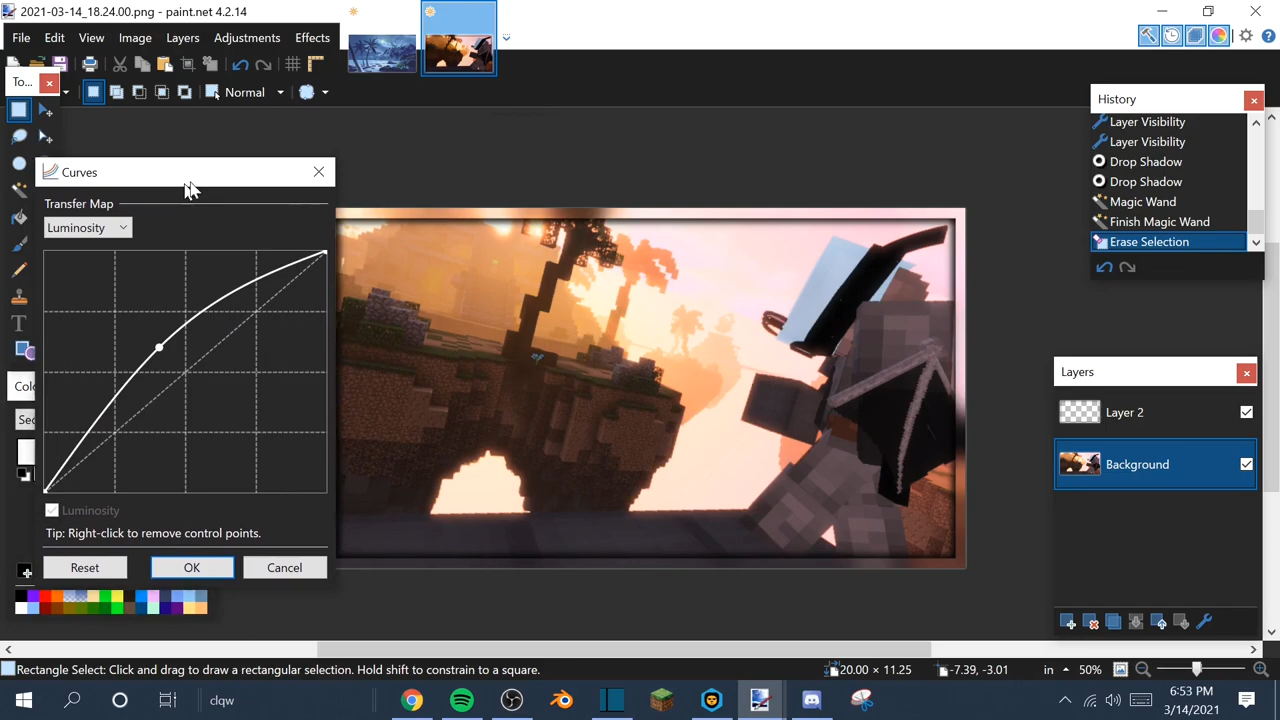 2021-03-14_18.24.00.png - paint.net 4.2.14
File Edit View Image Layers Adjustments Effects
To...
Normal
History
Layer Visibility
Layer Visibility
Drop Shadow
Drop Shadow
Magic Wand
Finish Magic Wand
Erase Selection
Curves
Transfer Map
Luminosity
Luminosity
Tip: Right-click to remove control points.
Reset OK Cancel
Colo
Sec
Layers
Layer 2
Background
Rectangle Select: Click and drag to draw a rectangular selection. Hold shift to constrain to a square.
20.00 × 11.25
-7.39, -3.01
in
50%
clqw
6:53 PM
3/14/2021